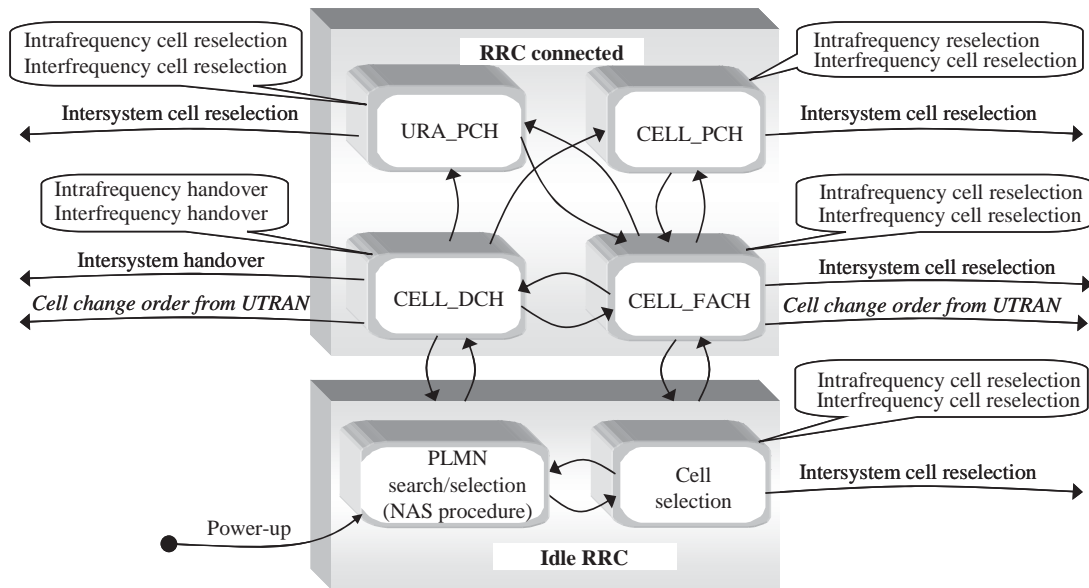 Intrafrequency cell reselection
Interfrequency cell reselection
RRC connected
Intrafrequency reselection
Interfrequency cell reselection
Intersystem cell reselection
URA_PCH
CELL_PCH
Intersystem cell reselection
Intrafrequency handover
Interfrequency handover
Intrafrequency cell reselection
Interfrequency cell reselection
Intersystem handover
Cell change order from UTRAN
CELL_DCH
CELL_FACH
Intersystem cell reselection
Cell change order from UTRAN
Intrafrequency cell reselection
Interfrequency cell reselection
PLMN
search/selection
(NAS procedure)
Cell
selection
Intersystem cell reselection
Power-up
Idle RRC